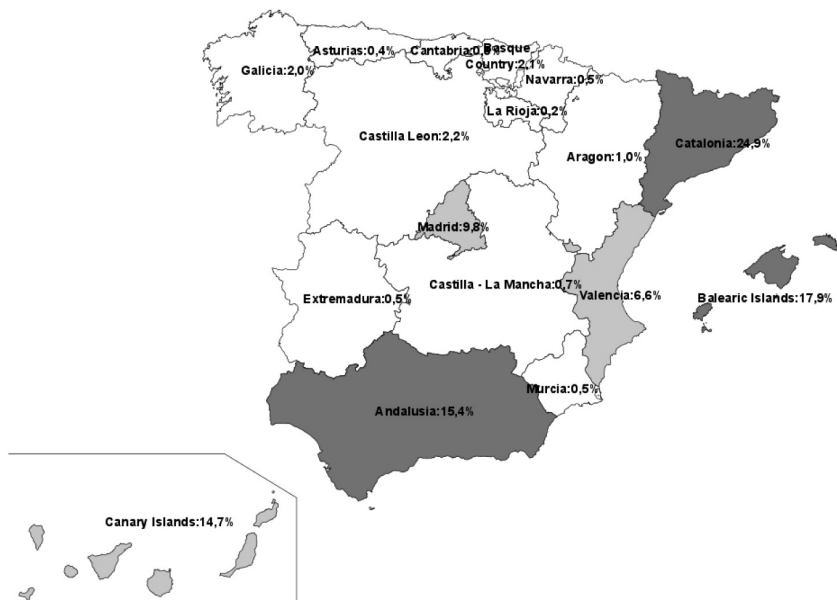 Asturias:0,4%
Cantabria:0,6%
Basque
Country:2,1%
Galicia:2,0%
Navarra:0,5%
La Rioja:0,2%
Castilla Leon:2,2%
Catalonia:24,9%
Aragon:1,0%
Madrid:9,8%
Castilla - La Mancha:0,7%
Valencia:6,6%
Balearic Islands:17,9%
Extremadura:0,5%
Murcia:0,5%
Andalusia:15,4%
Canary Islands:14,7%